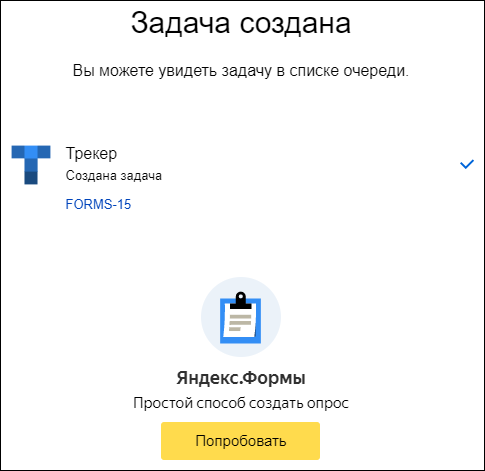 Задача создана
Вы можете увидеть задачу в списке очереди.
Трекер
Создана задача
FORMS-15
Яндекс.Формы
Простой способ создать опрос
Попробовать